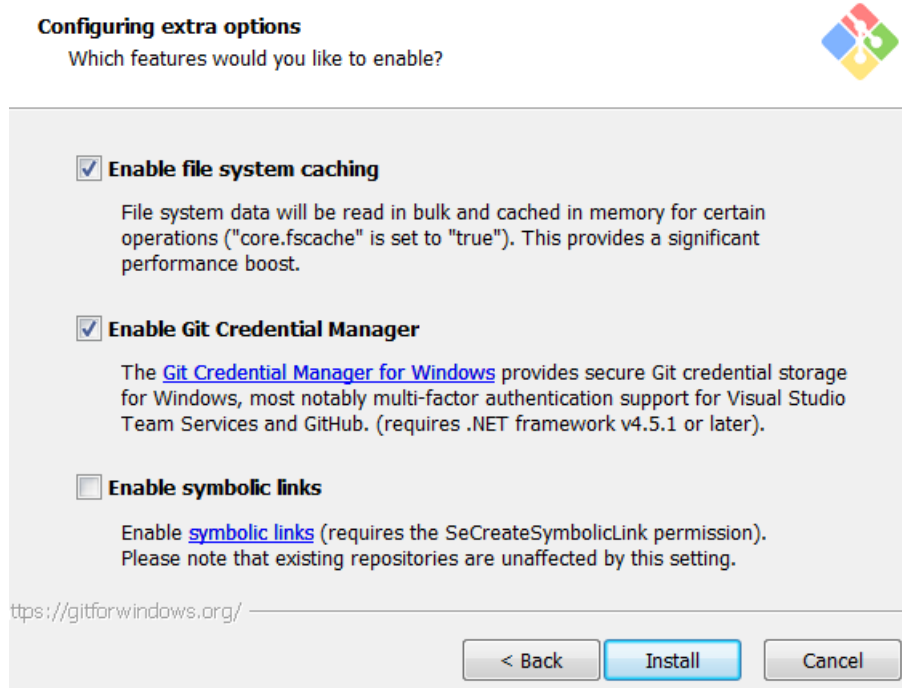 Configuring extra options
Which features would you like to enable?
Enable file system caching
File system data will be read in bulk and cached in memory for certain
operations ("core.fscache" is set to "true"). This provides a significant
performance boost.
Enable Git Credential Manager
The Git Credential Manager for Windows provides secure Git credential storage
for Windows, most notably multi-factor authentication support for Visual Studio
Team Services and GitHub. (requires .NET framework v4.5.1 or later).
Enable symbolic links
Enable symbolic links (requires the SeCreateSymbolicLink permission).
Please note that existing repositories are unaffected by this setting.
ttps://gitforwindows.org/
< Back Install Cancel